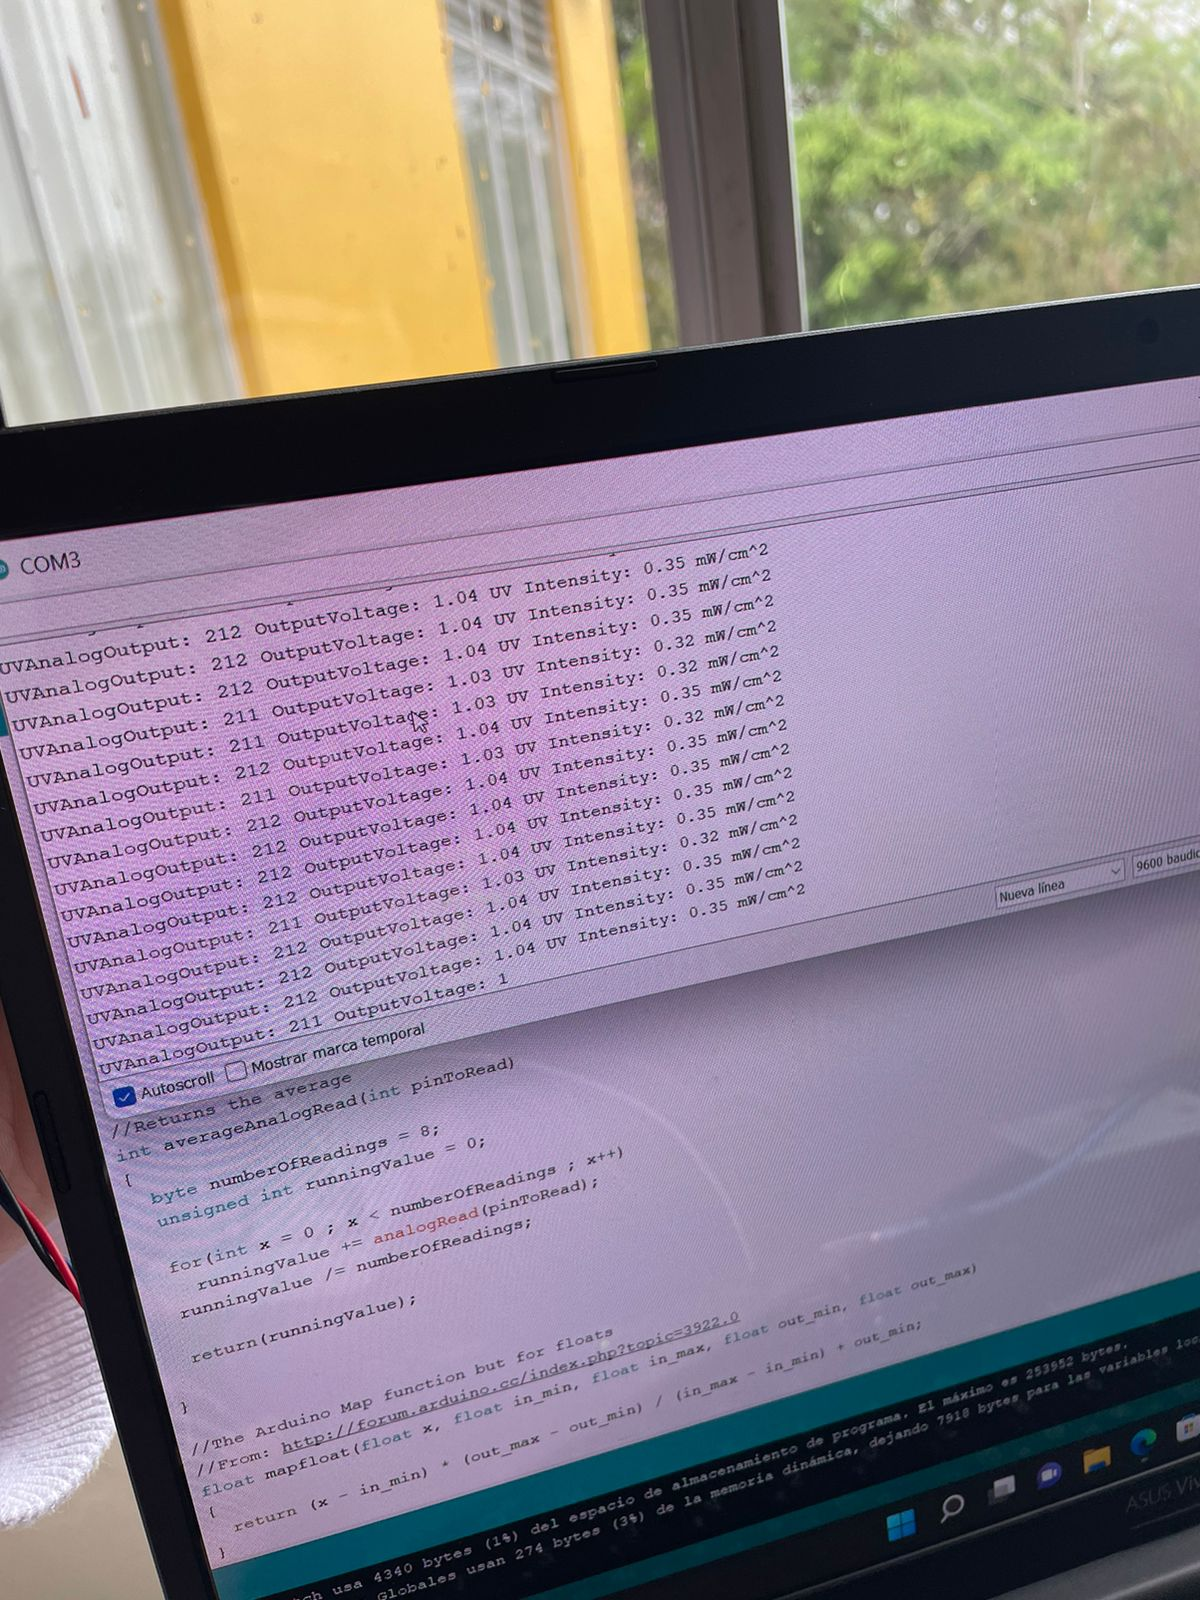 COM3
UVAnalogOutput: 212 OutputVoltage: 1.04 UV Intensity: 0.35 mW/cm^2
UVAnalogOutput: 212 OutputVoltage: 1.04 UV Intensity: 0.35 mW/cm^2
UVAnalogOutput: 212 OutputVoltage: 1.04 UV Intensity: 0.35 mW/cm^2
UVAnalogOutput: 211 OutputVoltage: 1.03 UV Intensity: 0.32 mW/cm^2
UVAnalogOutput: 211 OutputVoltage: 1.03 UV Intensity: 0.32 mW/cm^2
UVAnalogOutput: 212 OutputVoltage: 1.04 UV Intensity: 0.35 mW/cm^2
UVAnalogOutput: 211 OutputVoltage: 1.03 UV Intensity: 0.32 mW/cm^2
UVAnalogOutput: 212 OutputVoltage: 1.04 UV Intensity: 0.35 mW/cm^2
UVAnalogOutput: 212 OutputVoltage: 1.04 UV Intensity: 0.35 mW/cm^2
UVAnalogOutput: 212 OutputVoltage: 1.04 UV Intensity: 0.35 mW/cm^2
UVAnalogOutput: 212 OutputVoltage: 1.04 UV Intensity: 0.35 mW/cm^2
UVAnalogOutput: 211 OutputVoltage: 1.03 UV Intensity: 0.32 mW/cm^2
UVAnalogOutput: 212 OutputVoltage: 1.04 UV Intensity: 0.35 mW/cm^2
UVAnalogOutput: 212 OutputVoltage: 1.04 UV Intensity: 0.35 mW/cm^2
UVAnalogOutput: 212 OutputVoltage: 1.04 UV Intensity: 0.35 mW/cm^2
UVAnalogOutput: 211 OutputVoltage: 1
Autoscroll Mostrar marca temporal Nueva línea 9600 baudio
//Returns the average
int averageAnalogRead(int pinToRead)
{
byte numberOfReadings = 8;
unsigned int runningValue = 0;
for(int x = 0 ; x < numberOfReadings ; x++)
runningValue += analogRead(pinToRead);
runningValue /= numberOfReadings;
return(runningValue);
}
//The Arduino Map function but for floats
//From: http://forum.arduino.cc/index.php?topic=3922.0
float mapfloat(float x, float in_min, float in_max, float out_min, float out_max)
{
return (x - in_min) * (out_max - out_min) / (in_max - in_min) + out_min;
}
ch usa 4340 bytes (1%) del espacio de almacenamiento de programa. El máximo es 253952 bytes.
Globales usan 274 bytes (3%) de la memoria dinámica, dejando 7918 bytes para las variables loc
ASUS Vi